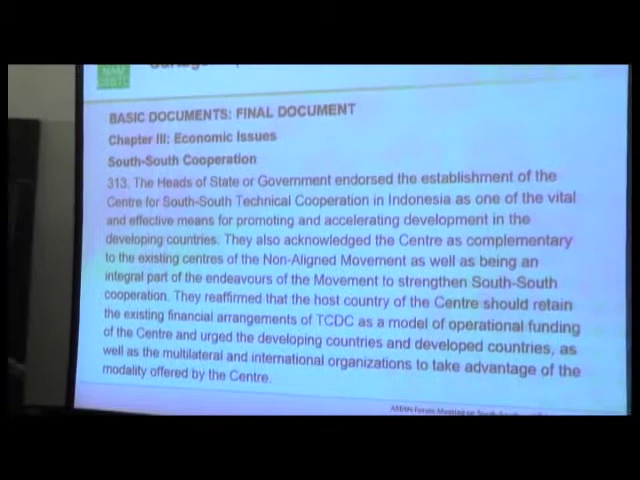 NAM
BASIC DOCUMENTS: FINAL DOCUMENT
Chapter III: Economic Issues
South-South Cooperation
313. The Heads of State or Government endorsed the establishment of the
Centre for South-South Technical Cooperation in Indonesia as one of the vital
and effective means for promoting and accelerating development in the
developing countries. They also acknowledged the Centre as complementary
to the existing centres of the Non-Aligned Movement as well as being an
integral part of the endeavours of the Movement to strengthen South-South
cooperation. They reaffirmed that the host country of the Centre should retain
the existing financial arrangements of TCDC as a model of operational funding
of the Centre and urged the developing countries and developed countries, as
well as the multilateral and international organizations to take advantage of the
modality offered by the Centre.
ASEAN Forum Meeting on South-South